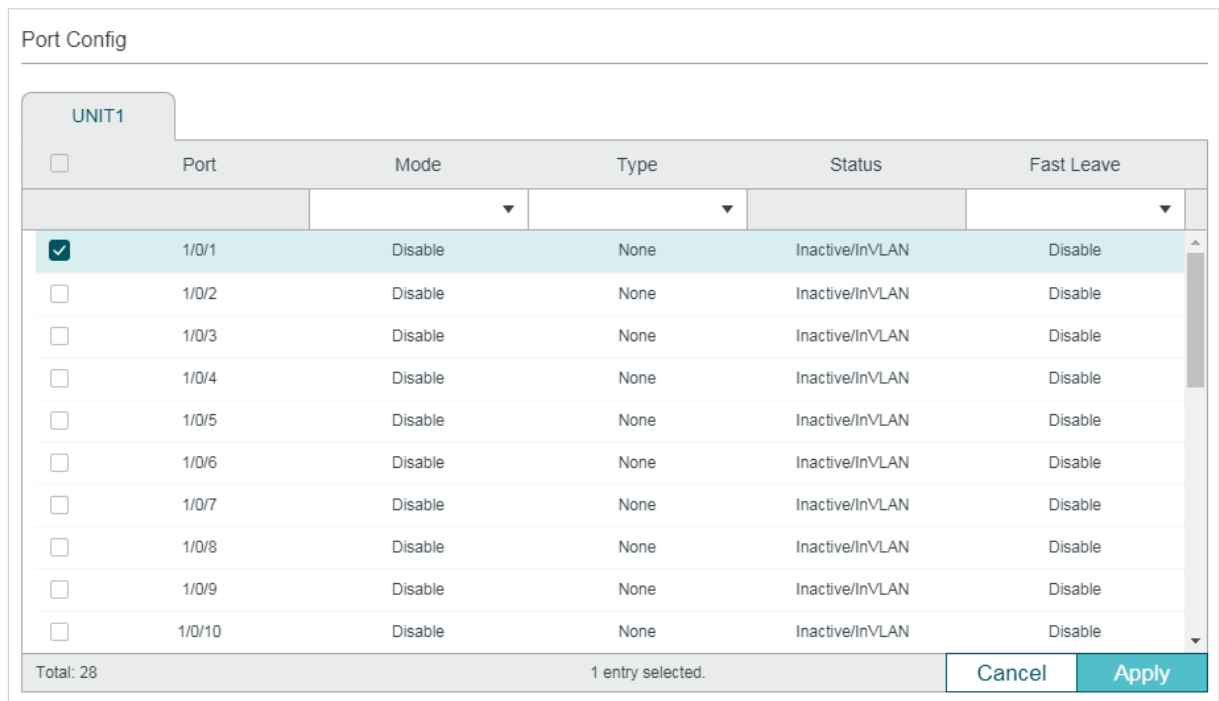 Port Config
UNIT1
Port Mode Type Status Fast Leave
1/0/1 Disable None Inactive/InVLAN Disable
1/0/2 Disable None Inactive/InVLAN Disable
1/0/3 Disable None Inactive/InVLAN Disable
1/0/4 Disable None Inactive/InVLAN Disable
1/0/5 Disable None Inactive/InVLAN Disable
1/0/6 Disable None Inactive/InVLAN Disable
1/0/7 Disable None Inactive/InVLAN Disable
1/0/8 Disable None Inactive/InVLAN Disable
1/0/9 Disable None Inactive/InVLAN Disable
1/0/10 Disable None Inactive/InVLAN Disable
Total: 28 1 entry selected. Cancel Apply